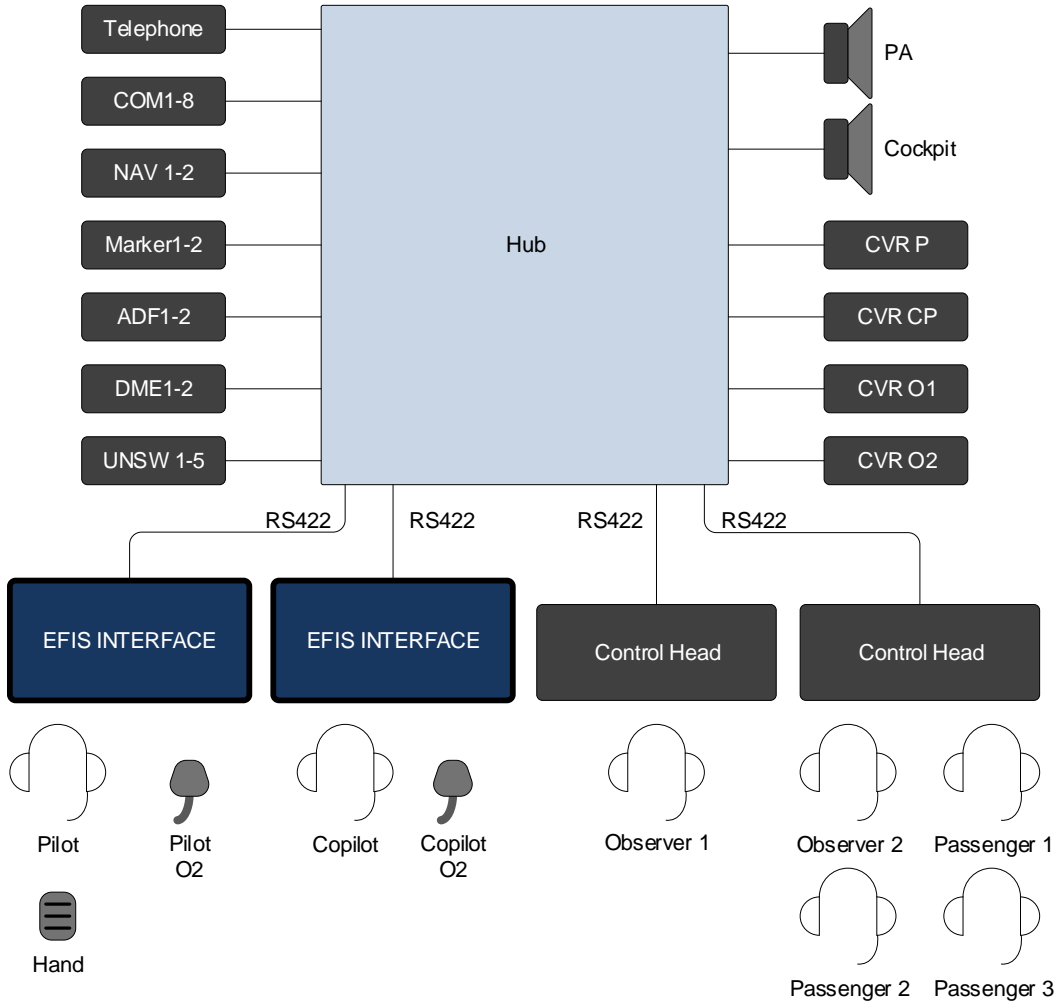 Telephone
COM1-8
NAV 1-2
Marker1-2
ADF1-2
DME1-2
UNSW 1-5
Hub
PA
Cockpit
CVR P
CVR CP
CVR O1
CVR O2
RS422
RS422
RS422
RS422
EFIS INTERFACE
EFIS INTERFACE
Control Head
Control Head
Pilot
Pilot
O2
Copilot
Copilot
O2
Observer 1
Observer 2
Passenger 1
Hand
Passenger 2
Passenger 3